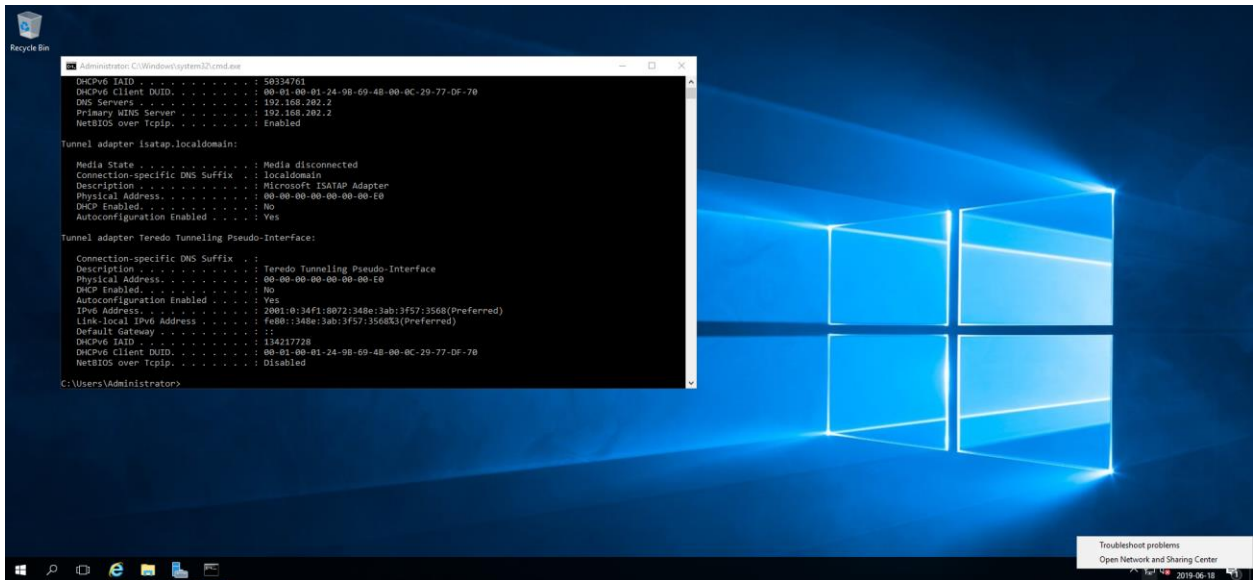 Recycle Bin
Administrator: C:\Windows\system32\cmd.exe
DHCPv6 IAID . . . . . . . . . . . : 50334761
DHCPv6 Client DUID. . . . . . . . : 00-01-00-01-24-9B-69-4B-00-0C-29-77-DF-70
DNS Servers . . . . . . . . . . . : 192.168.202.2
Primary WINS Server . . . . . . . : 192.168.202.2
NetBIOS over Tcpip. . . . . . . . : Enabled
Tunnel adapter isatap.localdomain:
Media State . . . . . . . . . . . : Media disconnected
Connection-specific DNS Suffix  . : localdomain
Description . . . . . . . . . . . : Microsoft ISATAP Adapter
Physical Address. . . . . . . . . : 00-00-00-00-00-00-00-E0
DHCP Enabled. . . . . . . . . . . : No
Autoconfiguration Enabled . . . . : Yes
Tunnel adapter Teredo Tunneling Pseudo-Interface:
Connection-specific DNS Suffix  . :
Description . . . . . . . . . . . : Teredo Tunneling Pseudo-Interface
Physical Address. . . . . . . . . : 00-00-00-00-00-00-00-E0
DHCP Enabled. . . . . . . . . . . : No
Autoconfiguration Enabled . . . . : Yes
IPv6 Address. . . . . . . . . . . : 2001:0:34f1:8072:348e:3ab:3f57:3568(Preferred)
Link-local IPv6 Address . . . . . : fe80::348e:3ab:3f57:3568%3(Preferred)
Default Gateway . . . . . . . . . : ::
DHCPv6 IAID . . . . . . . . . . . : 134217728
DHCPv6 Client DUID. . . . . . . . : 00-01-00-01-24-9B-69-4B-00-0C-29-77-DF-70
NetBIOS over Tcpip. . . . . . . . : Disabled
C:\Users\Administrator>
Troubleshoot problems
Open Network and Sharing Center
2019-06-18